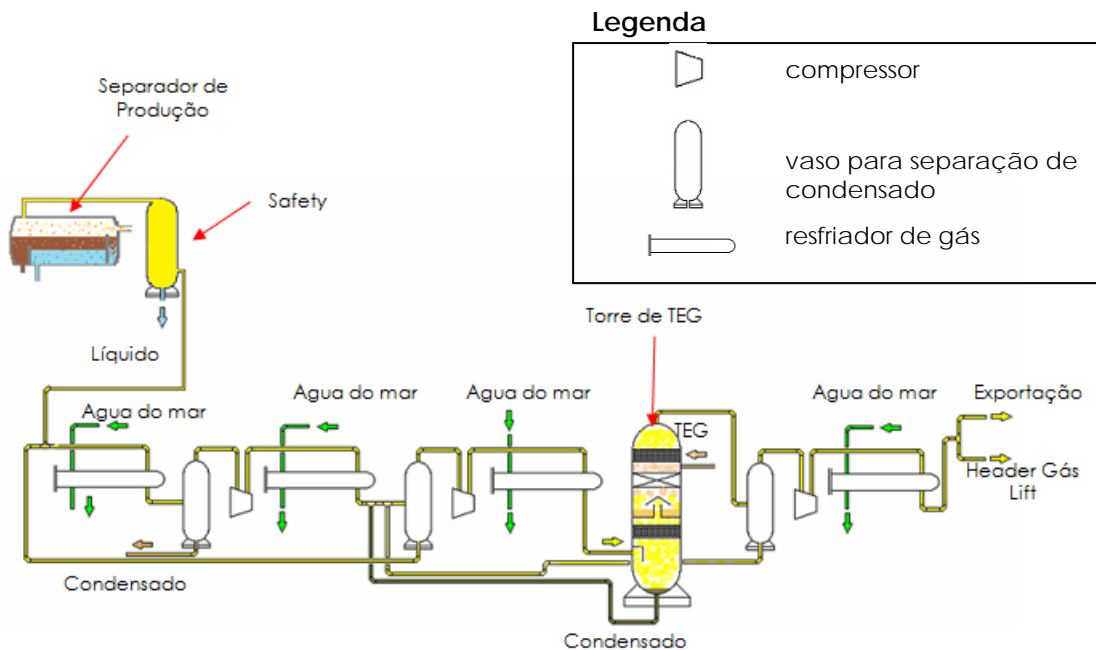 Legenda
compressor
vaso para separação de
condensado
resfriador de gás
Separador de
Produção
Safety
Líquido
Torre de TEG
Agua do mar
Agua do mar
Agua do mar
Agua do mar
Exportação
TEG
Header Gás
Lift
Condensado
Condensado